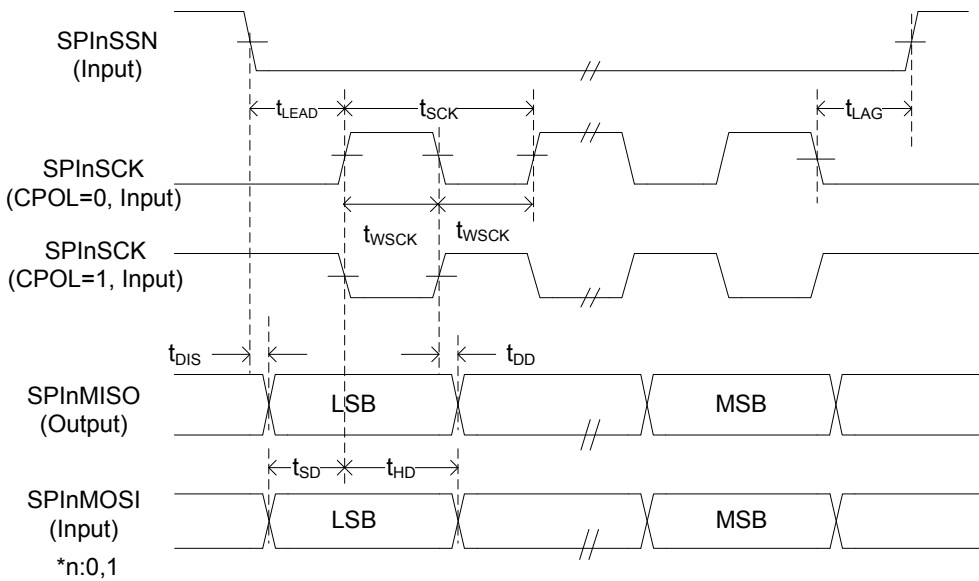 SPInSSN
(Input)
tLEAD
tSCK
tLAG
SPInSCK
(CPOL=0, Input)
tWSCK
tWSCK
SPInSCK
(CPOL=1, Input)
tDIS
tDD
SPInMISO
(Output)
LSB
MSB
tSD
tHD
SPInMOSI
(Input)
LSB
MSB
*n:0,1